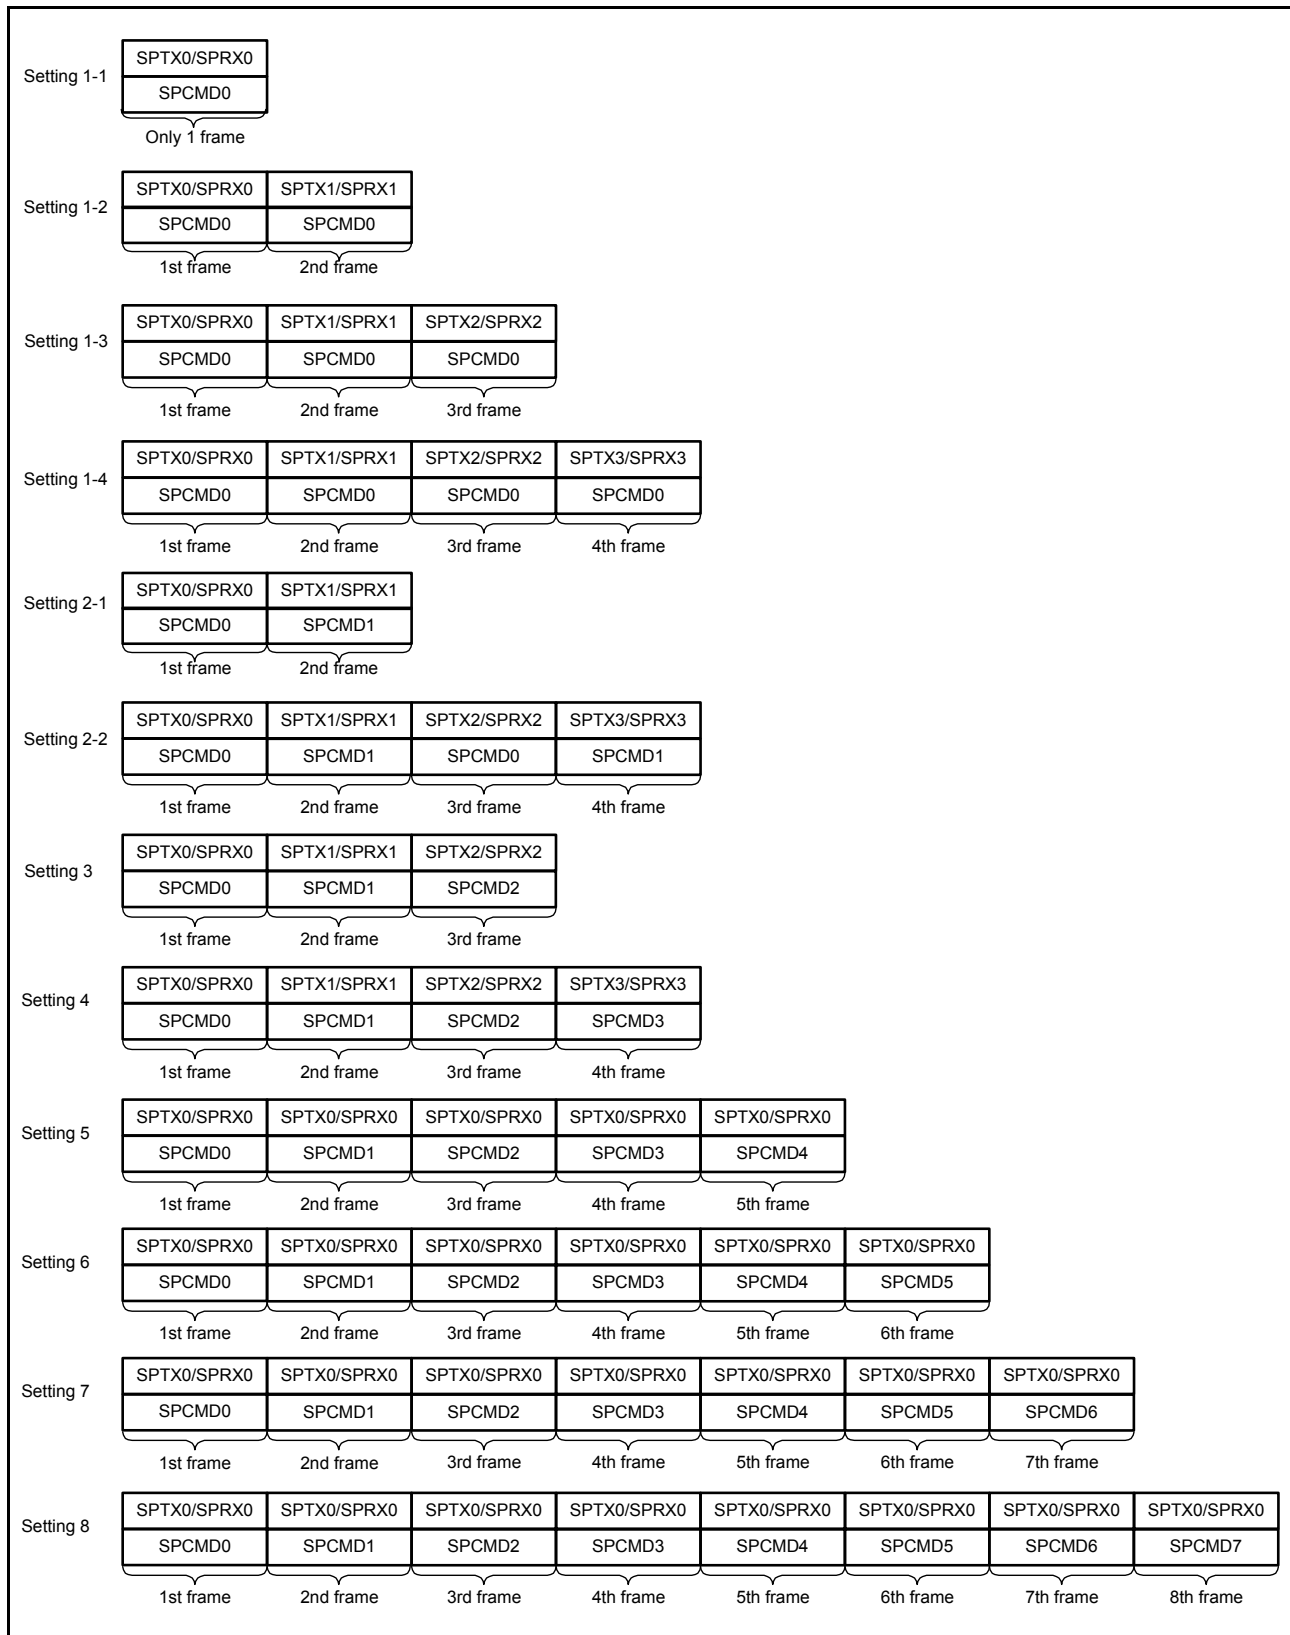 Setting 1-1
SPTX0/SPRX0
SPCMD0
Only 1 frame
Setting 1-2
SPTX0/SPRX0 SPTX1/SPRX1
SPCMD0 SPCMD0
1st frame 2nd frame
Setting 1-3
SPTX0/SPRX0 SPTX1/SPRX1 SPTX2/SPRX2
SPCMD0 SPCMD0 SPCMD0
1st frame 2nd frame 3rd frame
Setting 1-4
SPTX0/SPRX0 SPTX1/SPRX1 SPTX2/SPRX2 SPTX3/SPRX3
SPCMD0 SPCMD0 SPCMD0 SPCMD0
1st frame 2nd frame 3rd frame 4th frame
Setting 2-1
SPTX0/SPRX0 SPTX1/SPRX1
SPCMD0 SPCMD1
1st frame 2nd frame
Setting 2-2
SPTX0/SPRX0 SPTX1/SPRX1 SPTX2/SPRX2 SPTX3/SPRX3
SPCMD0 SPCMD1 SPCMD0 SPCMD1
1st frame 2nd frame 3rd frame 4th frame
Setting 3
SPTX0/SPRX0 SPTX1/SPRX1 SPTX2/SPRX2
SPCMD0 SPCMD1 SPCMD2
1st frame 2nd frame 3rd frame
Setting 4
SPTX0/SPRX0 SPTX1/SPRX1 SPTX2/SPRX2 SPTX3/SPRX3
SPCMD0 SPCMD1 SPCMD2 SPCMD3
1st frame 2nd frame 3rd frame 4th frame
Setting 5
SPTX0/SPRX0 SPTX0/SPRX0 SPTX0/SPRX0 SPTX0/SPRX0 SPTX0/SPRX0
SPCMD0 SPCMD1 SPCMD2 SPCMD3 SPCMD4
1st frame 2nd frame 3rd frame 4th frame 5th frame
Setting 6
SPTX0/SPRX0 SPTX0/SPRX0 SPTX0/SPRX0 SPTX0/SPRX0 SPTX0/SPRX0 SPTX0/SPRX0
SPCMD0 SPCMD1 SPCMD2 SPCMD3 SPCMD4 SPCMD5
1st frame 2nd frame 3rd frame 4th frame 5th frame 6th frame
Setting 7
SPTX0/SPRX0 SPTX0/SPRX0 SPTX0/SPRX0 SPTX0/SPRX0 SPTX0/SPRX0 SPTX0/SPRX0 SPTX0/SPRX0
SPCMD0 SPCMD1 SPCMD2 SPCMD3 SPCMD4 SPCMD5 SPCMD6
1st frame 2nd frame 3rd frame 4th frame 5th frame 6th frame 7th frame
Setting 8
SPTX0/SPRX0 SPTX0/SPRX0 SPTX0/SPRX0 SPTX0/SPRX0 SPTX0/SPRX0 SPTX0/SPRX0 SPTX0/SPRX0 SPTX0/SPRX0
SPCMD0 SPCMD1 SPCMD2 SPCMD3 SPCMD4 SPCMD5 SPCMD6 SPCMD7
1st frame 2nd frame 3rd frame 4th frame 5th frame 6th frame 7th frame 8th frame